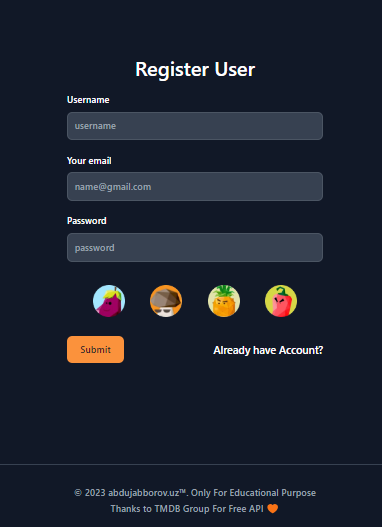 Register User
Username
username
Your email
name@gmail.com
Password
password
Submit
Already have Account?
© 2023 abdujabborov.uz™. Only For Educational Purpose
Thanks to TMDB Group For Free API 🧡